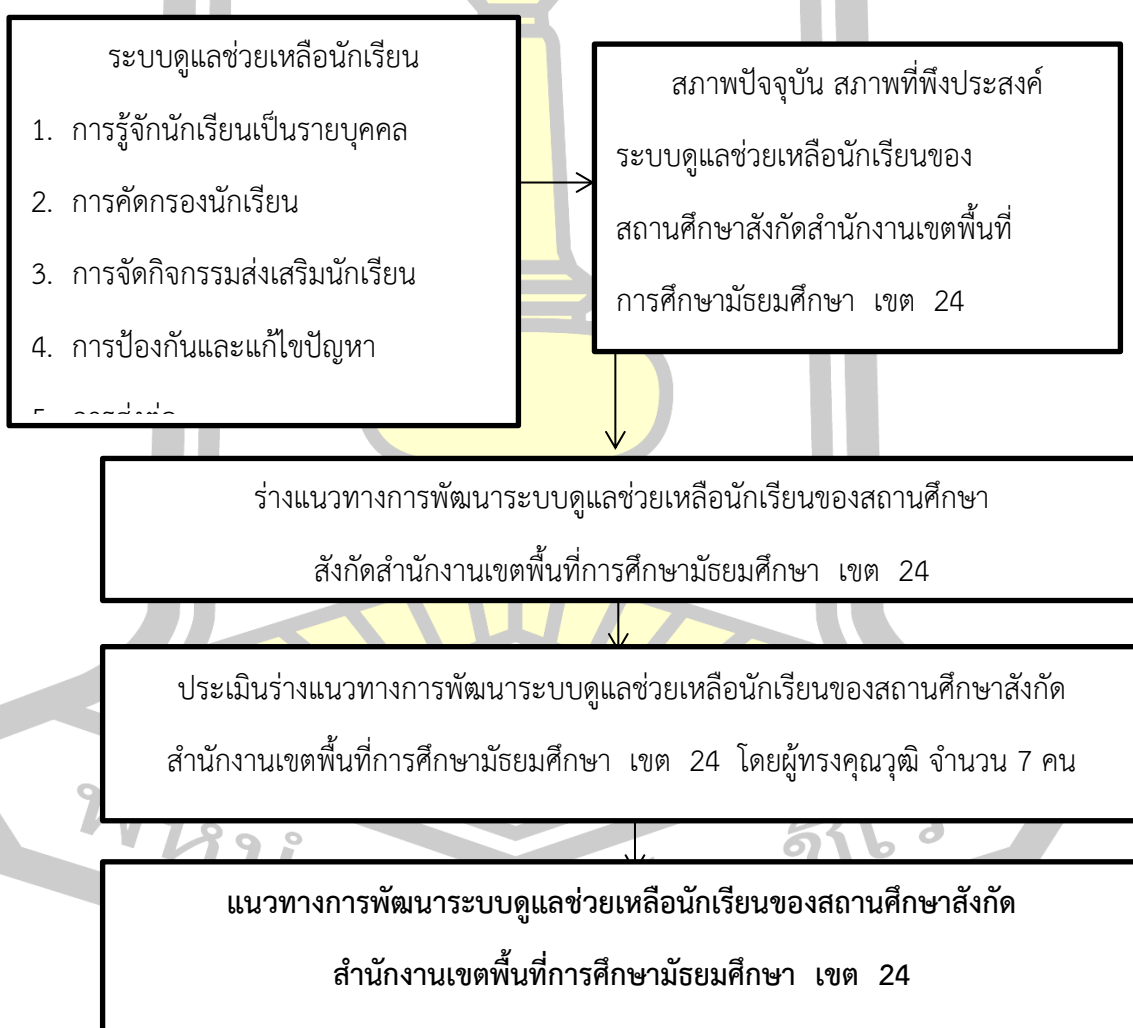 ระบบดูแลช่วยเหลือนักเรียน
1. การรู้จักนักเรียนเป็นรายบุคคล
2. การคัดกรองนักเรียน
3. การจัดกิจกรรมส่งเสริมนักเรียน
4. การป้องกันและแก้ไขปัญหา
สภาพปัจจุบัน สภาพที่พึงประสงค์
ระบบดูแลช่วยเหลือนักเรียนของ
สถานศึกษาสังกัดสำนักงานเขตพื้นที่
การศึกษามัธยมศึกษา เขต 24
ร่างแนวทางการพัฒนาระบบดูแลช่วยเหลือนักเรียนของสถานศึกษา
สังกัดสำนักงานเขตพื้นที่การศึกษามัธยมศึกษา เขต 24
ประเมินร่างแนวทางการพัฒนาระบบดูแลช่วยเหลือนักเรียนของสถานศึกษาสังกัด
สำนักงานเขตพื้นที่การศึกษามัธยมศึกษา เขต 24 โดยผู้ทรงคุณวุฒิ จำนวน 7 คน
แนวทางการพัฒนาระบบดูแลช่วยเหลือนักเรียนของสถานศึกษาสังกัด
สำนักงานเขตพื้นที่การศึกษามัธยมศึกษา เขต 24